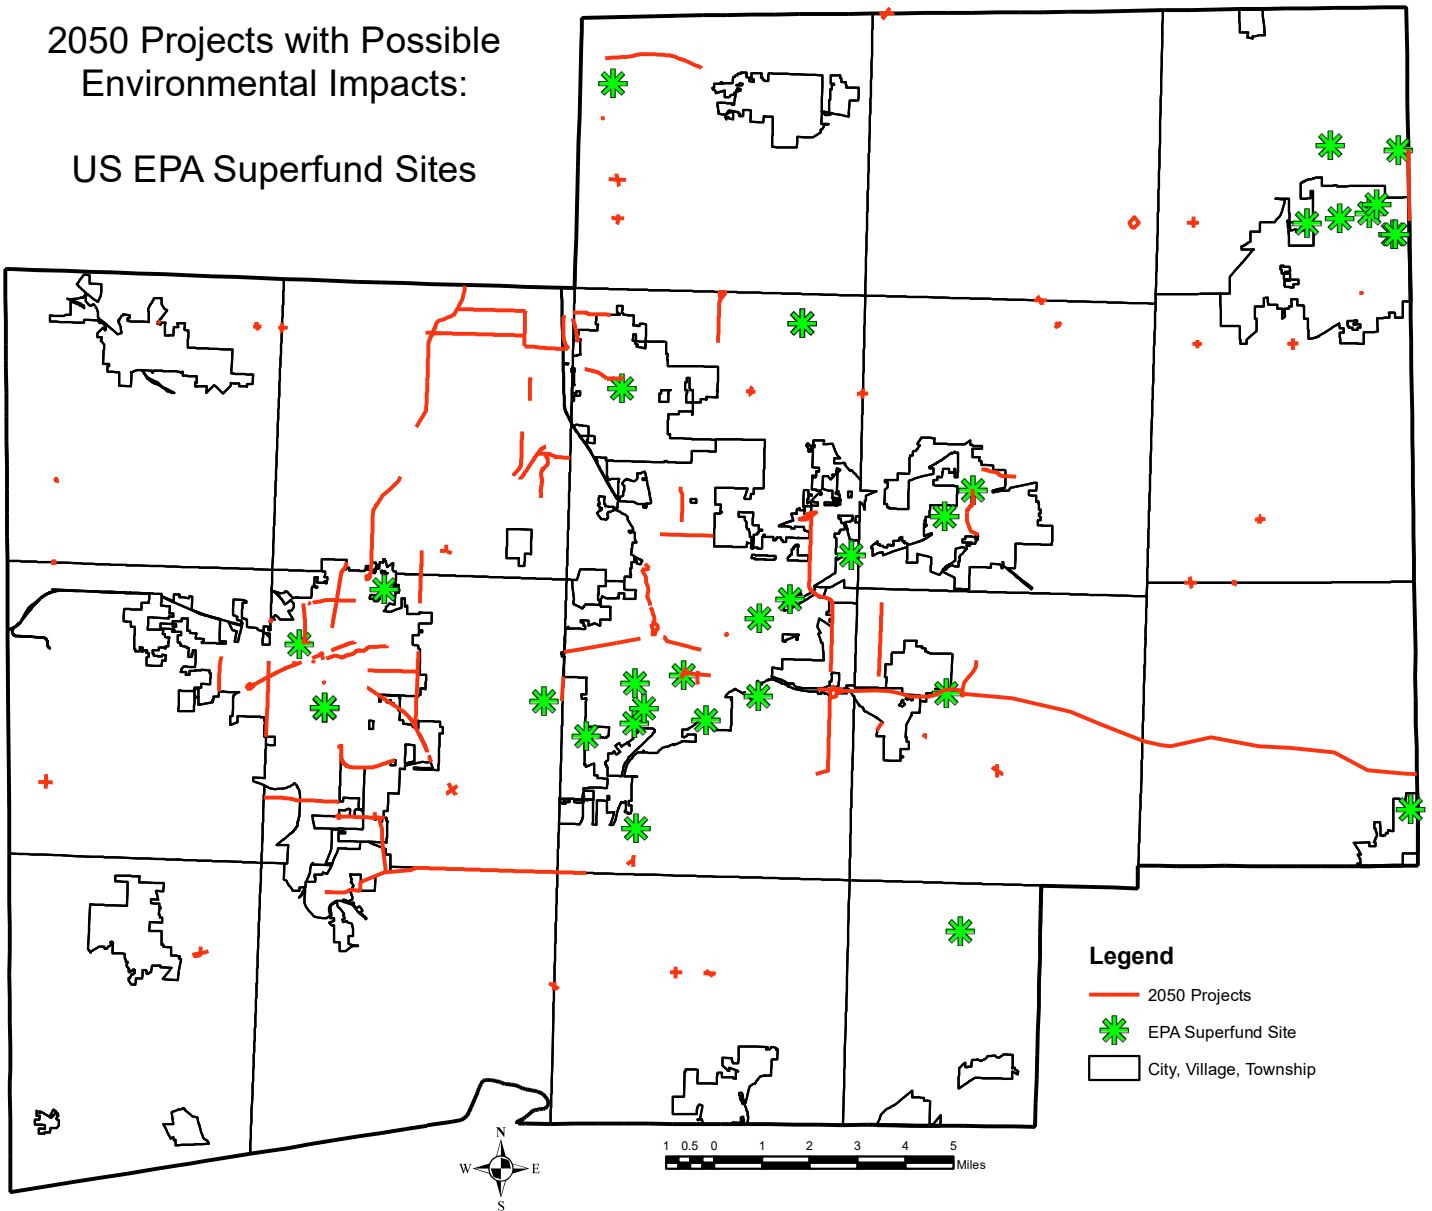 2050 Projects with Possible
Environmental Impacts:
US EPA Superfund Sites
Legend
2050 Projects
EPA Superfund Site
City, Village, Township
N
W E
S
1 0.5 0 1 2 3 4 5
Miles